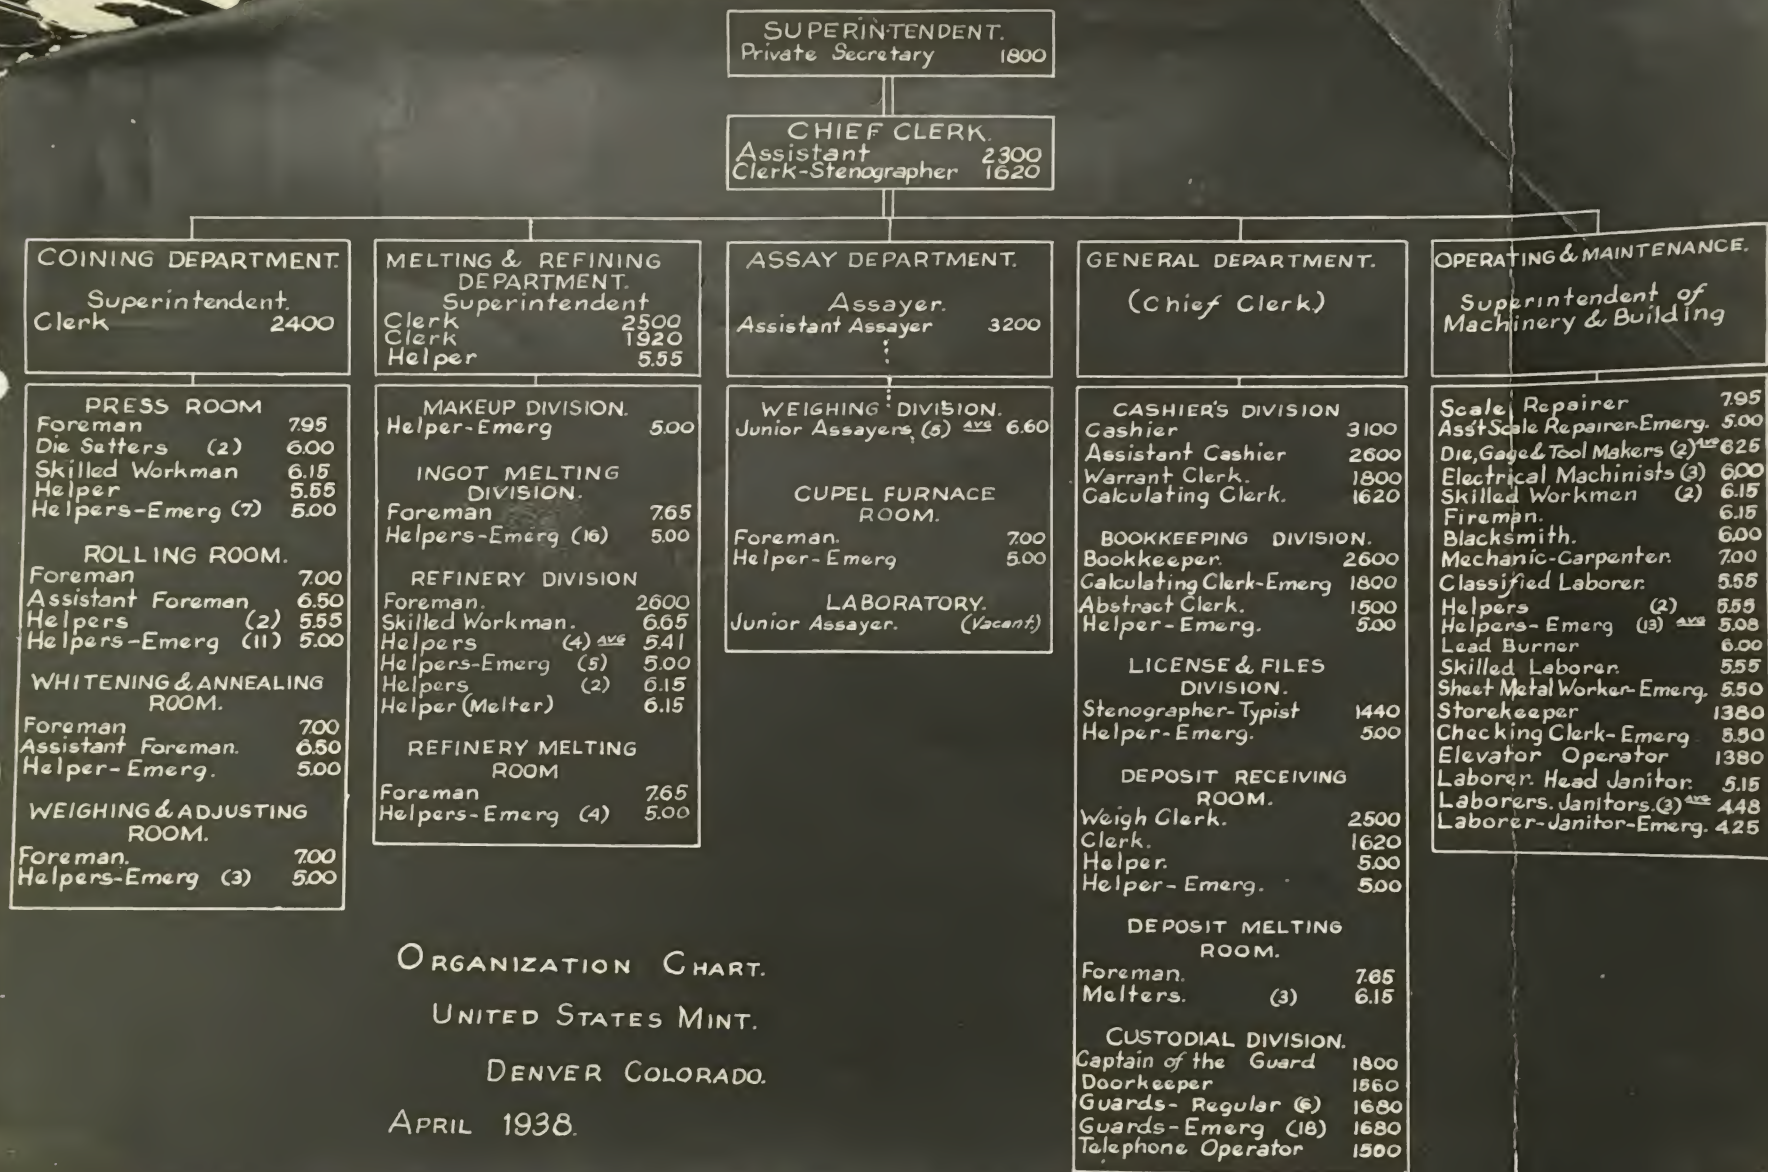 SUPERINTENDENT.
Private Secretary 1800
CHIEF CLERK.
Assistant 2300
Clerk-Stenographer 1620
COINING DEPARTMENT.
Superintendent.
Clerk 2400
PRESS ROOM
Foreman 7.95
Die Setters (2) 6.00
Skilled Workman 6.15
Helper 5.55
Helpers-Emerg (7) 5.00
ROLLING ROOM.
Foreman 7.00
Assistant Foreman 6.50
Helpers (2) 5.55
Helpers-Emerg (11) 5.00
WHITENING & ANNEALING
ROOM.
Foreman 7.00
Assistant Foreman. 6.50
Helper-Emerg. 5.00
WEIGHING & ADJUSTING
ROOM.
Foreman. 7.00
Helpers-Emerg (3) 5.00
MELTING & REFINING
DEPARTMENT.
Superintendent
Clerk 2500
Clerk 1920
Helper 5.55
MAKEUP DIVISION.
Helper-Emerg 5.00
INGOT MELTING
DIVISION.
Foreman 7.65
Helpers-Emerg (16) 5.00
REFINERY DIVISION
Foreman. 2600
Skilled Workman. 6.65
Helpers (4) AVG 5.41
Helpers-Emerg (5) 5.00
Helpers (2) 6.15
Helper (Melter) 6.15
REFINERY MELTING
ROOM
Foreman 7.65
Helpers-Emerg (4) 5.00
ASSAY DEPARTMENT.
Assayer.
Assistant Assayer 3200
WEIGHING DIVISION.
Junior Assayers, (5) AVG 6.60
CUPEL FURNACE
ROOM.
Foreman. 7.00
Helper-Emerg 5.00
LABORATORY.
Junior Assayer. (Vacant.)
GENERAL DEPARTMENT.
(Chief Clerk.)
CASHIER'S DIVISION
Cashier 3100
Assistant Cashier 2600
Warrant Clerk. 1800
Calculating Clerk. 1620
BOOKKEEPING DIVISION.
Bookkeeper. 2600
Calculating Clerk-Emerg 1800
Abstract Clerk. 1500
Helper-Emerg. 5.00
LICENSE & FILES
DIVISION.
Stenographer-Typist 1440
Helper-Emerg. 5.00
DEPOSIT RECEIVING
ROOM.
Weigh Clerk. 2500
Clerk. 1620
Helper. 5.00
Helper-Emerg. 5.00
DEPOSIT MELTING
ROOM.
Foreman. 7.65
Melters. (3) 6.15
CUSTODIAL DIVISION.
Captain of the Guard 1800
Doorkeeper 1560
Guards-Regular (6) 1680
Guards-Emerg (18) 1680
Telephone Operator 1560
OPERATING & MAINTENANCE.
Superintendent of
Machinery & Building
Scale Repairer 7.95
Ass't Scale Repairer-Emerg. 5.00
Die, Gage & Tool Makers (2) AVG 6.25
Electrical Machinists (3) 6.00
Skilled Workmen (2) 6.15
Fireman. 6.15
Blacksmith. 6.00
Mechanic-Carpenter. 7.00
Classified Laborer. 5.55
Helpers (2) 5.55
Helpers-Emerg (13) AVG 5.08
Lead Burner 6.00
Skilled Laborer. 5.55
Sheet Metal Worker-Emerg. 5.50
Storekeeper 1380
Checking Clerk-Emerg 5.50
Elevator Operator 1380
Laborer. Head Janitor. 5.15
Laborers. Janitors. (3) AVG 4.48
Laborer-Janitor-Emerg. 4.25
ORGANIZATION CHART.
UNITED STATES MINT.
DENVER COLORADO.
APRIL 1938.